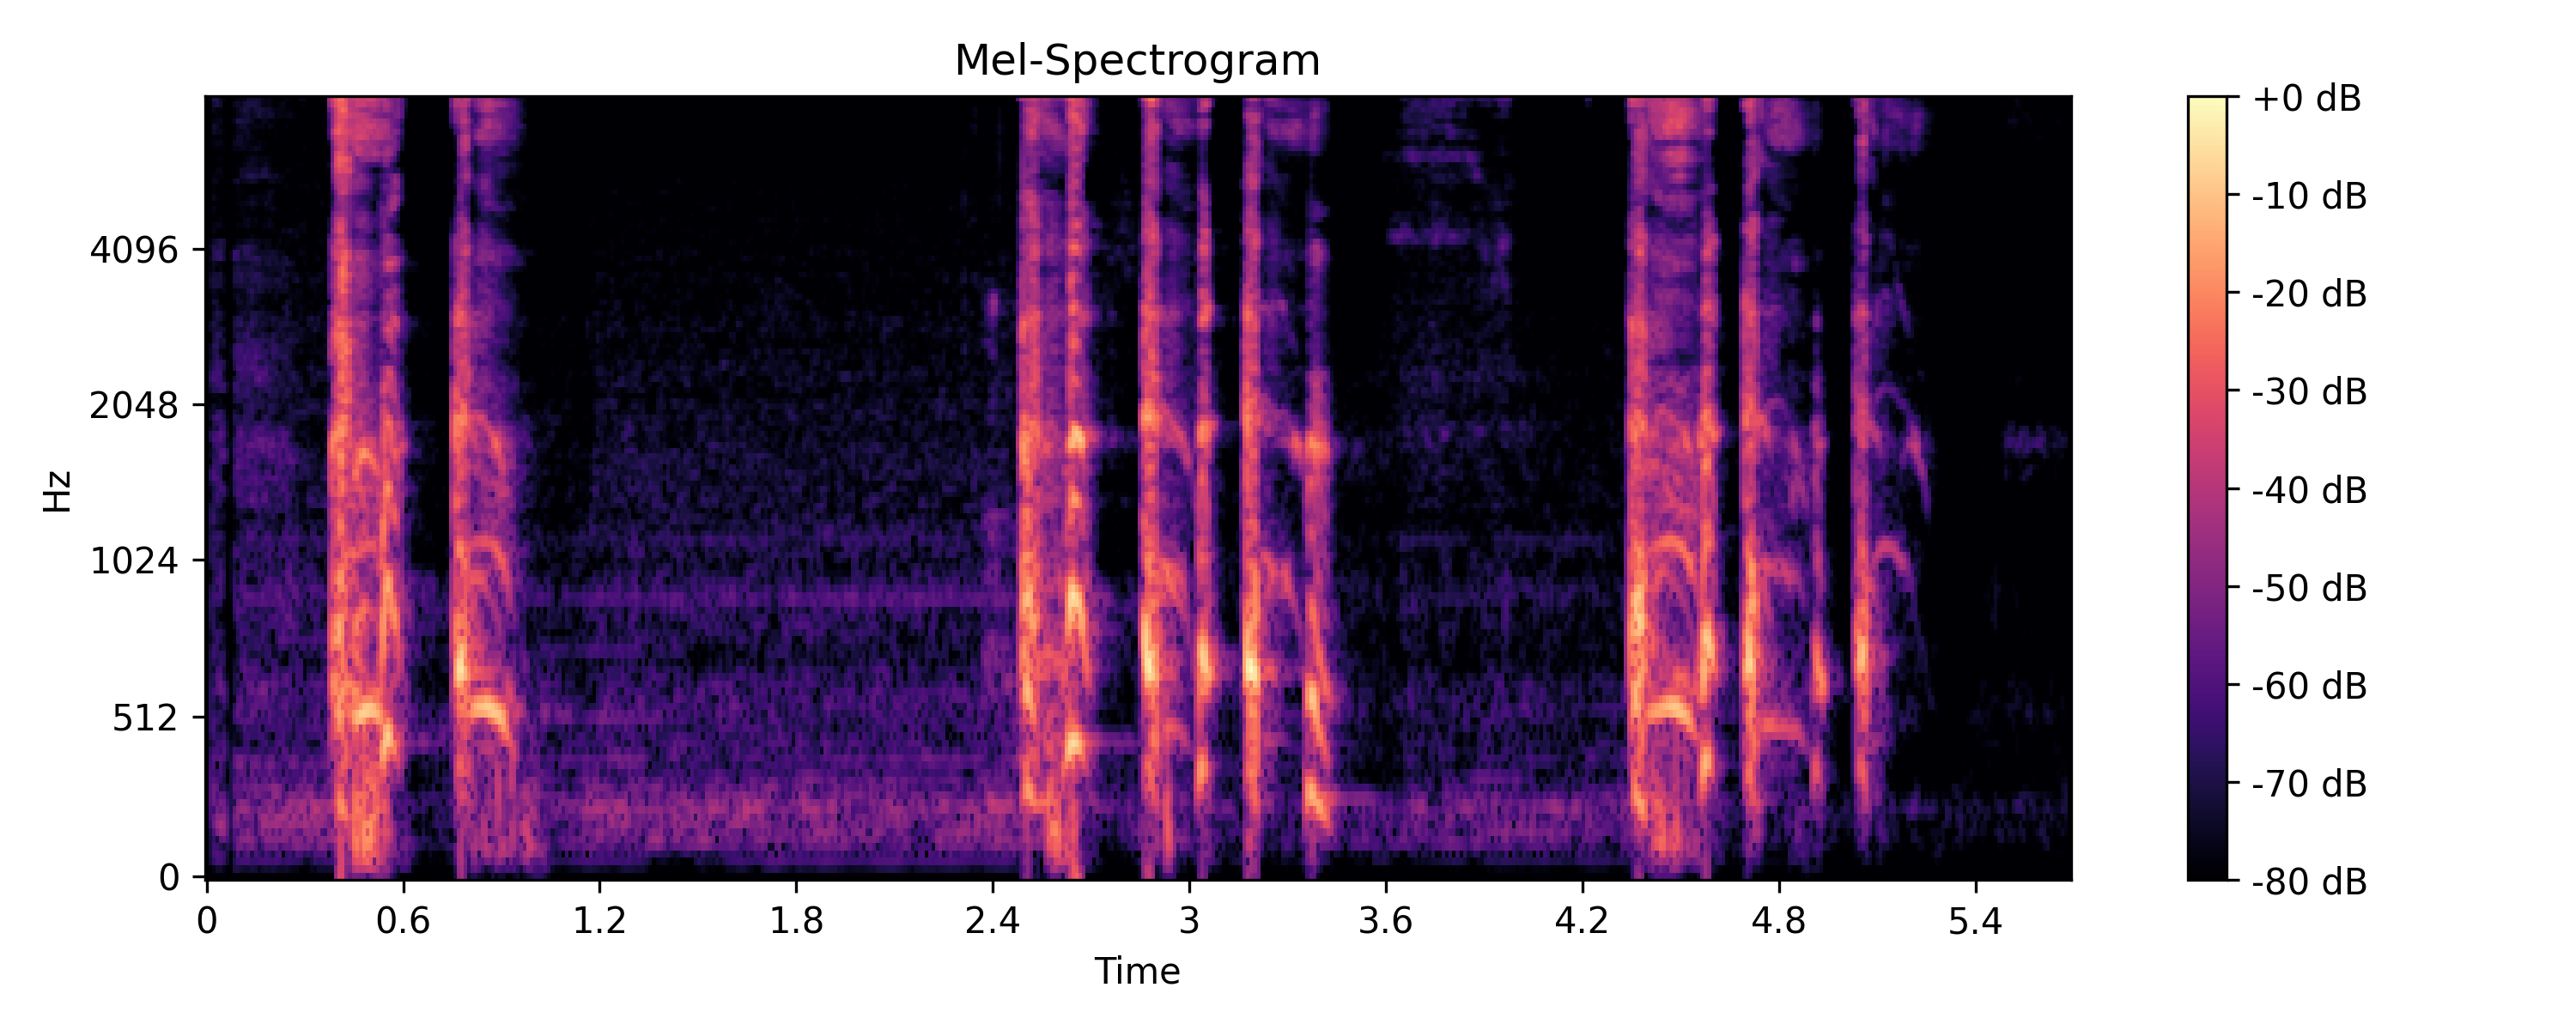 Mel-Spectrogram
+0 dB
-10 dB
-20 dB
-30 dB
-40 dB
-50 dB
-60 dB
-70 dB
-80 dB
4096
2048
1024
512
0
Hz
0 0.6 1.2 1.8 2.4 3 3.6 4.2 4.8 5.4
Time